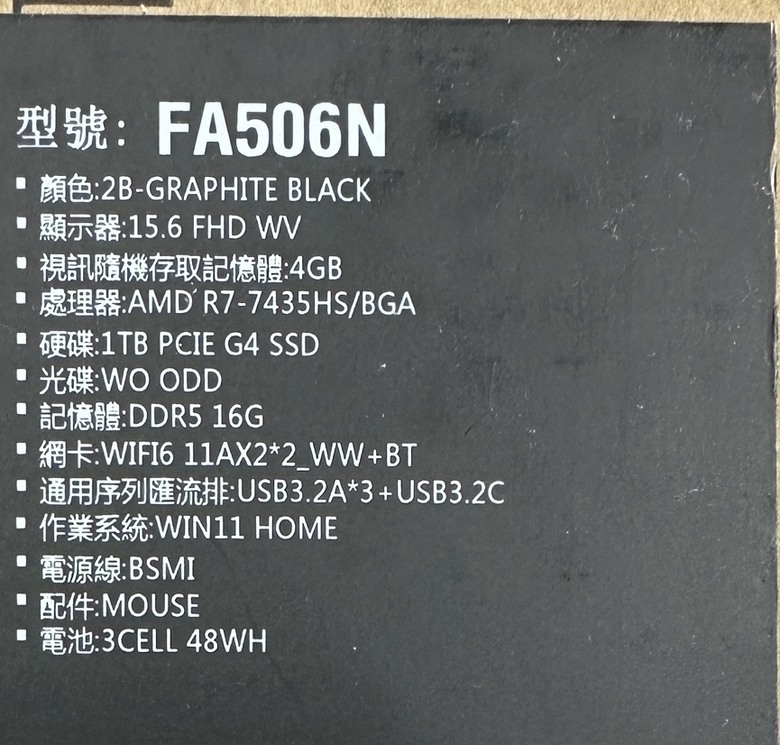 型號: FA506N
▪ 顏色:2B-GRAPHITE BLACK
▪ 顯示器:15.6 FHD WV
▪ 視訊隨機存取記憶體:4GB
▪ 處理器:AMD R7-7435HS/BGA
▪ 硬碟:1TB PCIE G4 SSD
▪ 光碟:WO ODD
▪ 記憶體:DDR5 16G
▪ 網卡:WIFI6 11AX2*2_WW+BT
▪ 通用序列匯流排:USB3.2A*3+USB3.2C
▪ 作業系統:WIN11 HOME
▪ 電源線:BSMI
▪ 配件:MOUSE
▪ 電池:3CELL 48WH